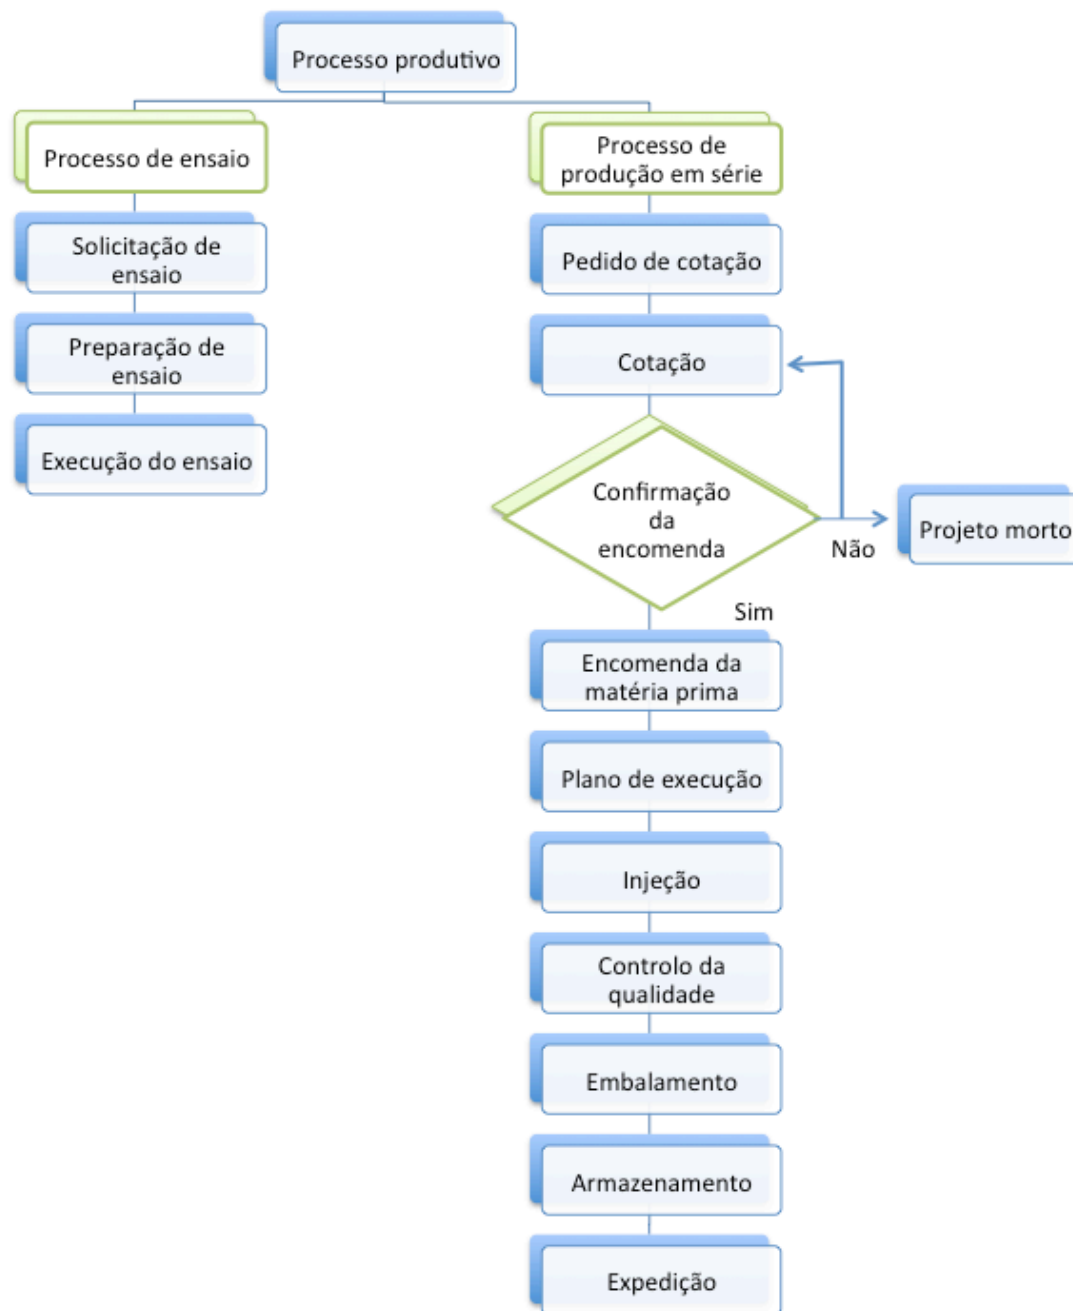 Processo produtivo
Processo de ensaio
Solicitação de
ensaio
Preparação de
ensaio
Execução do ensaio
Processo de
produção em série
Pedido de cotação
Cotação
Confirmação
da
encomenda
Não
Projeto morto
Sim
Encomenda da
matéria prima
Plano de execução
Injeção
Controlo da
qualidade
Embalamento
Armazenamento
Expedição